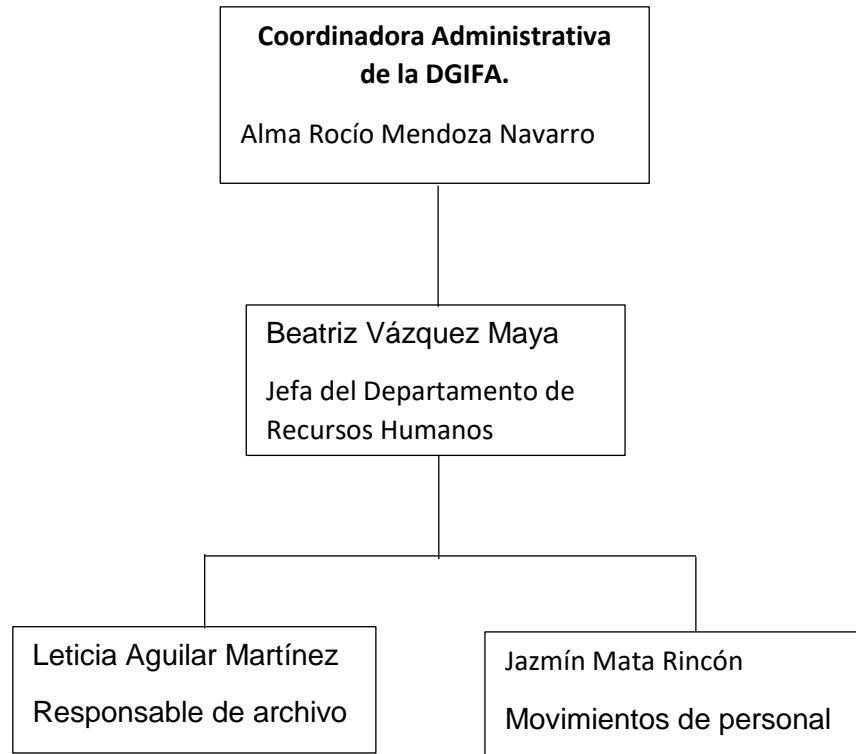 Coordinadora Administrativa
de la DGIFA.
Alma Rocío Mendoza Navarro
Beatriz Vázquez Maya
Jefa del Departamento de
Recursos Humanos
Leticia Aguilar Martínez
Responsable de archivo
Jazmín Mata Rincón
Movimientos de personal